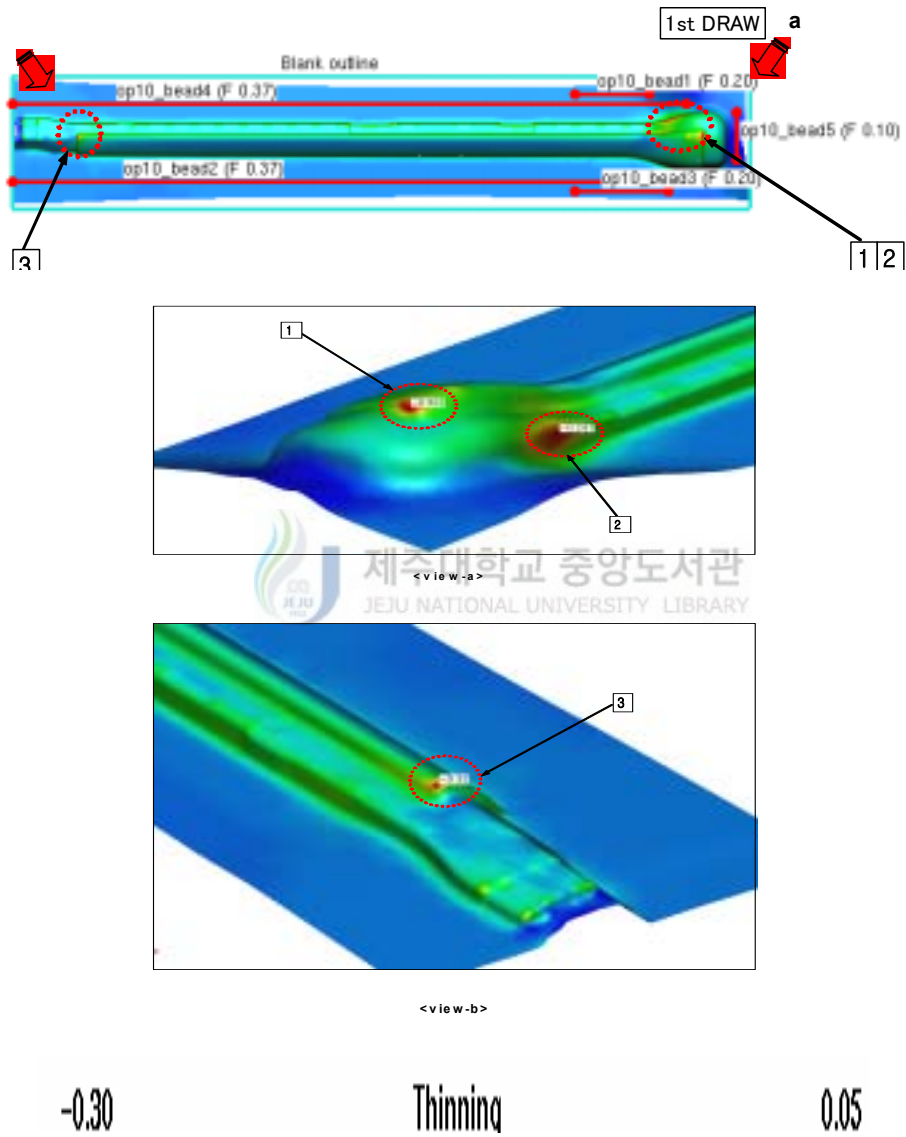 1st DRAW
a
Blank outline
op10_bead4 (F 0.37)
op10_bead1 (F 0.20)
op10_bead5 (F 0.10)
op10_bead2 (F 0.37)
op10_bead3 (F 0.20)
3
1 2
1
2
<view-a>
제주대학교 중앙도서관
JEJU NATIONAL UNIVERSITY LIBRARY
JEJU
3
<view-b>
-0.30 Thinning 0.05